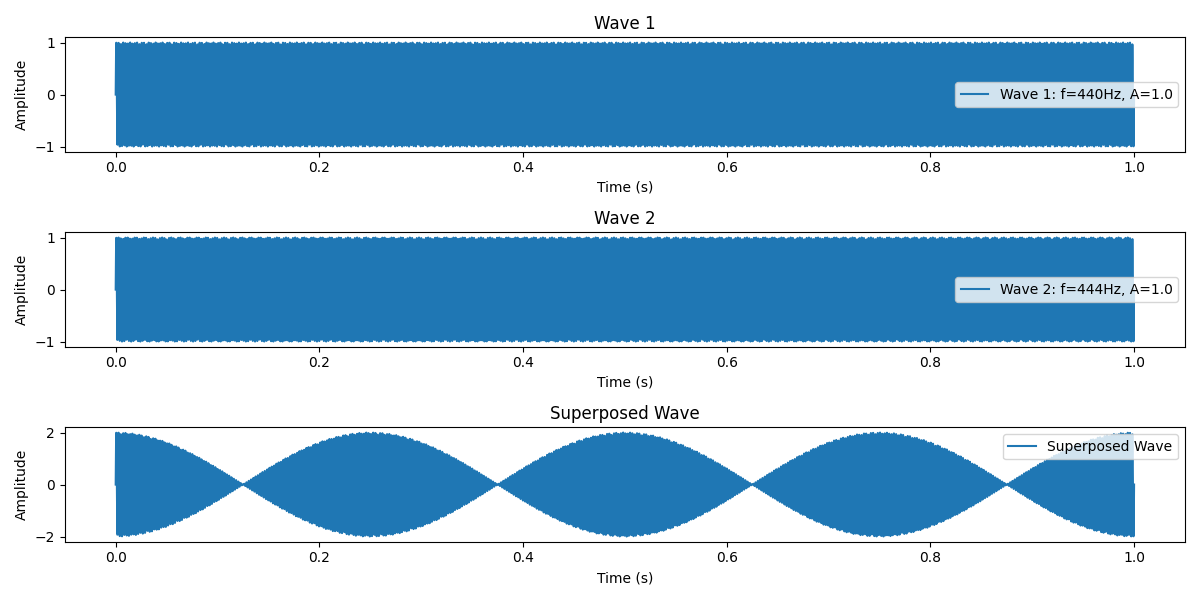 Wave 1
1
0
−1
Amplitude
Wave 1: f=440Hz, A=1.0
0.0 0.2 0.4 0.6 0.8 1.0
Time (s)
Wave 2
1
0
−1
Amplitude
Wave 2: f=444Hz, A=1.0
0.0 0.2 0.4 0.6 0.8 1.0
Time (s)
Superposed Wave
2
0
−2
Amplitude
Superposed Wave
0.0 0.2 0.4 0.6 0.8 1.0
Time (s)